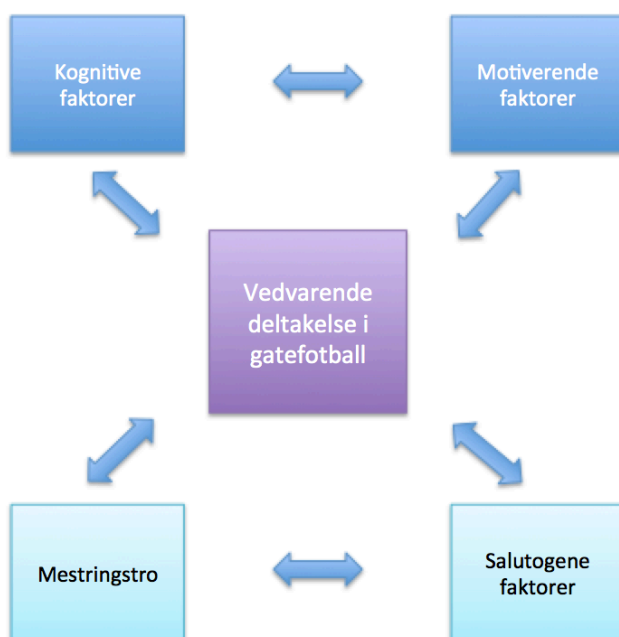 Kognitive
faktorer
Motiverende
faktorer
Vedvarende
deltakelse i
gatefotball
Mestringstro
Salutogene
faktorer